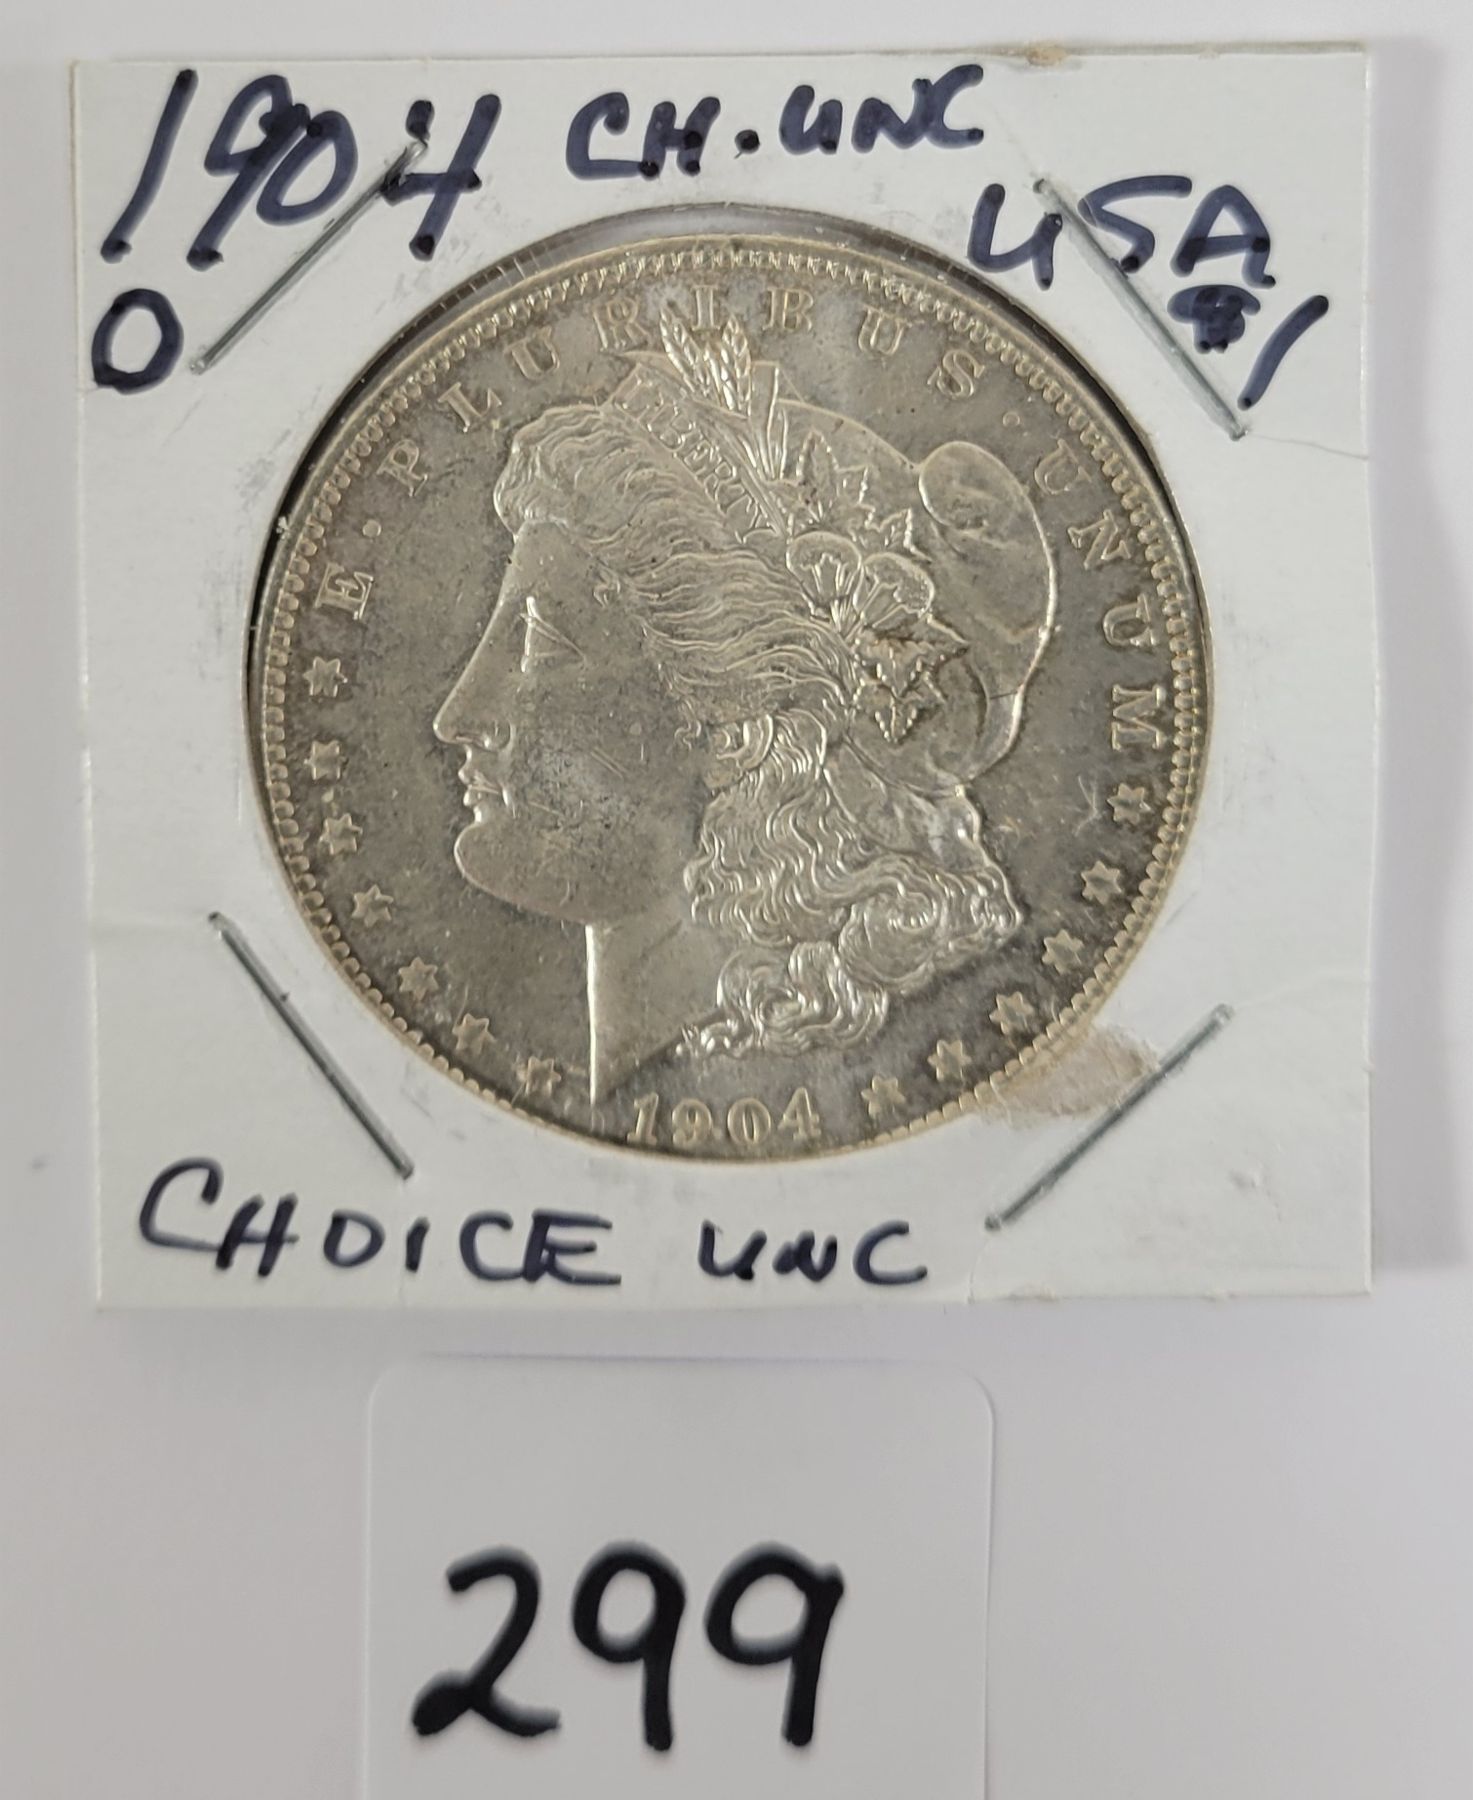 1904 CH. UNC
O USA
$1
E · PLURIBUS · UNUM
LIBERTY
1904
CHOICE UNC
299